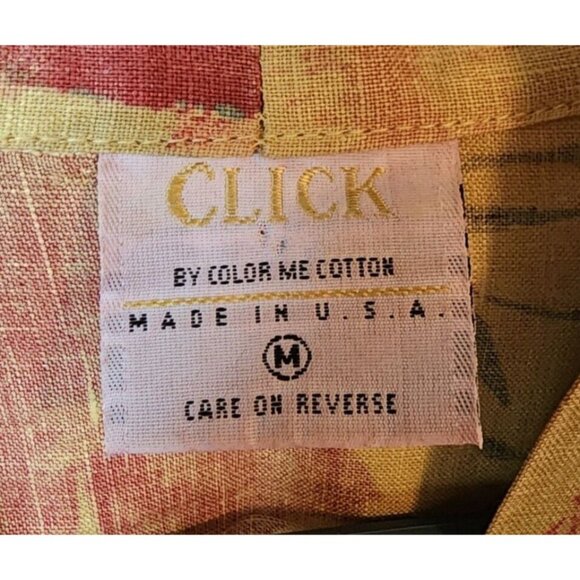 CLICK
BY COLOR ME COTTON
MADE IN U.S.A.
M
CARE ON REVERSE